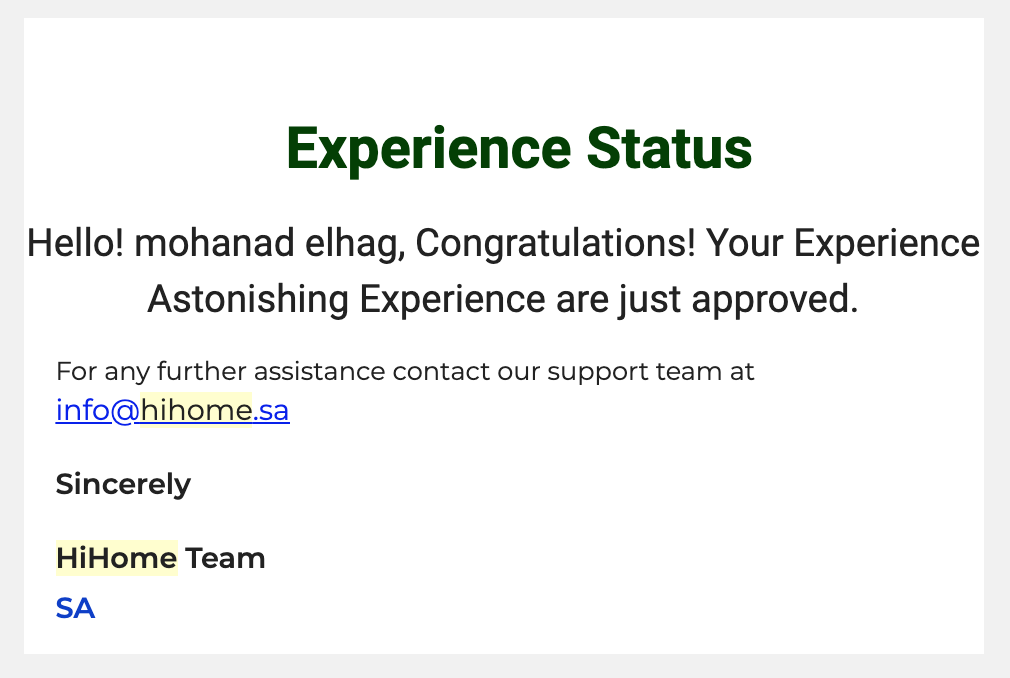 Experience Status
Hello! mohanad elhag, Congratulations! Your Experience
Astonishing Experience are just approved.
For any further assistance contact our support team at
info@hihome.sa
Sincerely
HiHome Team
SA